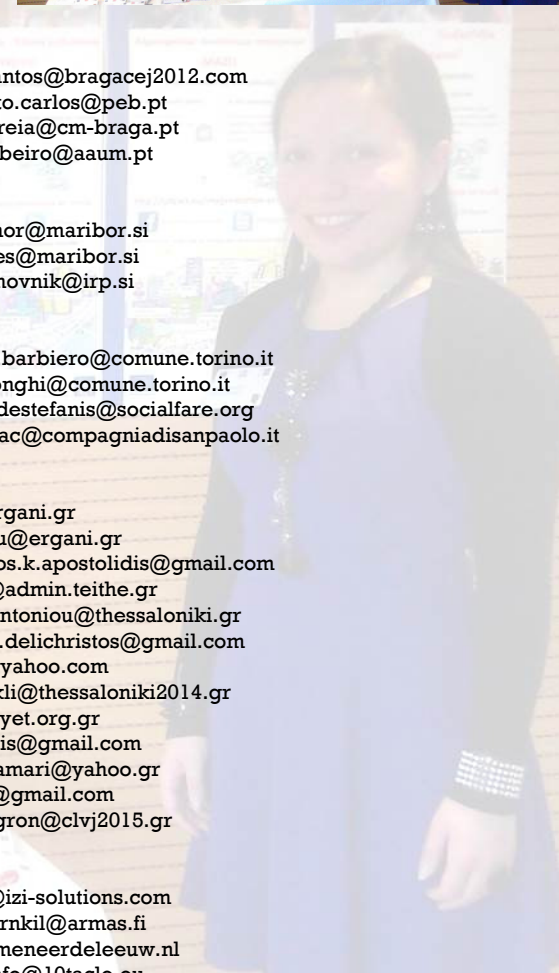 ntos@bragacej2012.com
to.carlos@peb.pt
reia@cm-braga.pt
beiro@aaum.pt
nor@maribor.si
es@maribor.si
hovnik@irp.si
.barbiero@comune.torino.it
onghi@comune.torino.it
destefanis@socialfare.org
ac@compagniadisanpaolo.it
rgani.gr
u@ergani.gr
os.k.apostolidis@gmail.com
@admin.teithe.gr
ntoniou@thessaloniki.gr
.delichristos@gmail.com
yahoo.com
kli@thessaloniki2014.gr
yet.org.gr
is@gmail.com
amari@yahoo.gr
@gmail.com
gron@clvj2015.gr
@izi-solutions.com
rnkil@armas.fi
meneerdeleeuw.nl